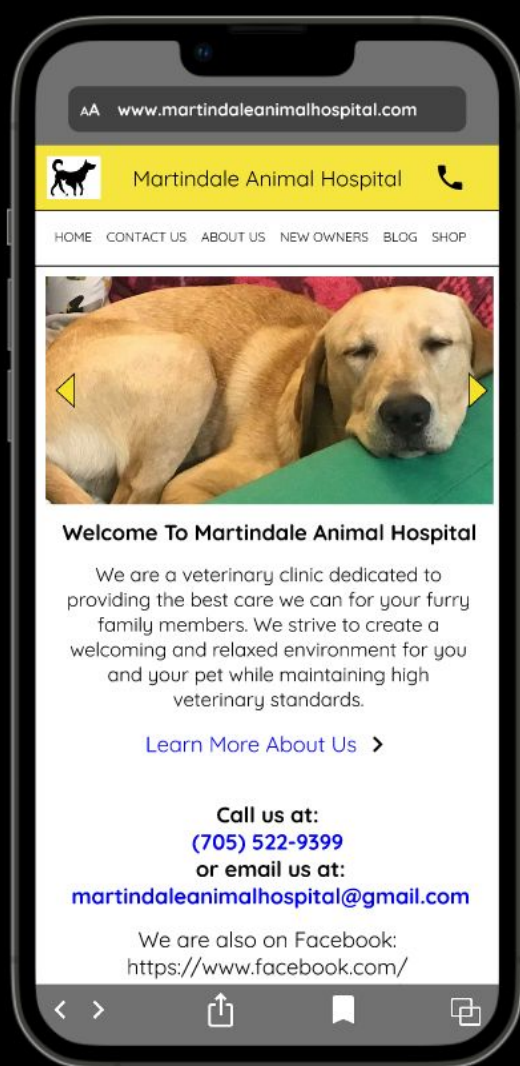 AA www.martindaleanimalhospital.com
Martindale Animal Hospital
HOME CONTACT US ABOUT US NEW OWNERS BLOG SHOP
Welcome To Martindale Animal Hospital
We are a veterinary clinic dedicated to
providing the best care we can for your furry
family members. We strive to create a
welcoming and relaxed environment for you
and your pet while maintaining high
veterinary standards.
Learn More About Us >
Call us at:
(705) 522-9399
or email us at:
martindaleanimalhospital@gmail.com
We are also on Facebook:
https://www.facebook.com/